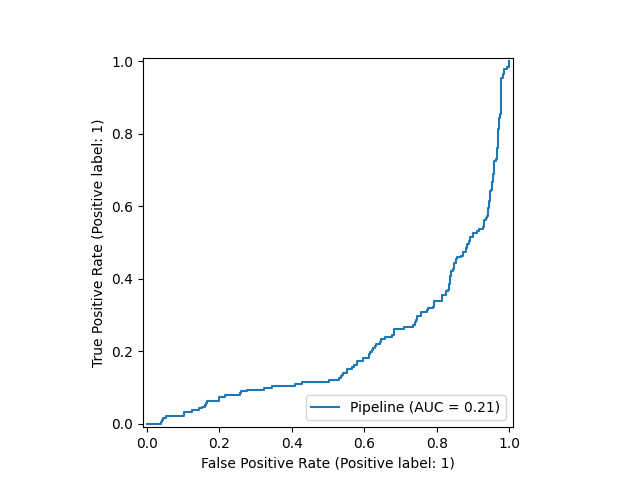 1.0
0.8
0.6
0.4
0.2
0.0
True Positive Rate (Positive label: 1)
Pipeline (AUC = 0.21)
0.0 0.2 0.4 0.6 0.8 1.0
False Positive Rate (Positive label: 1)